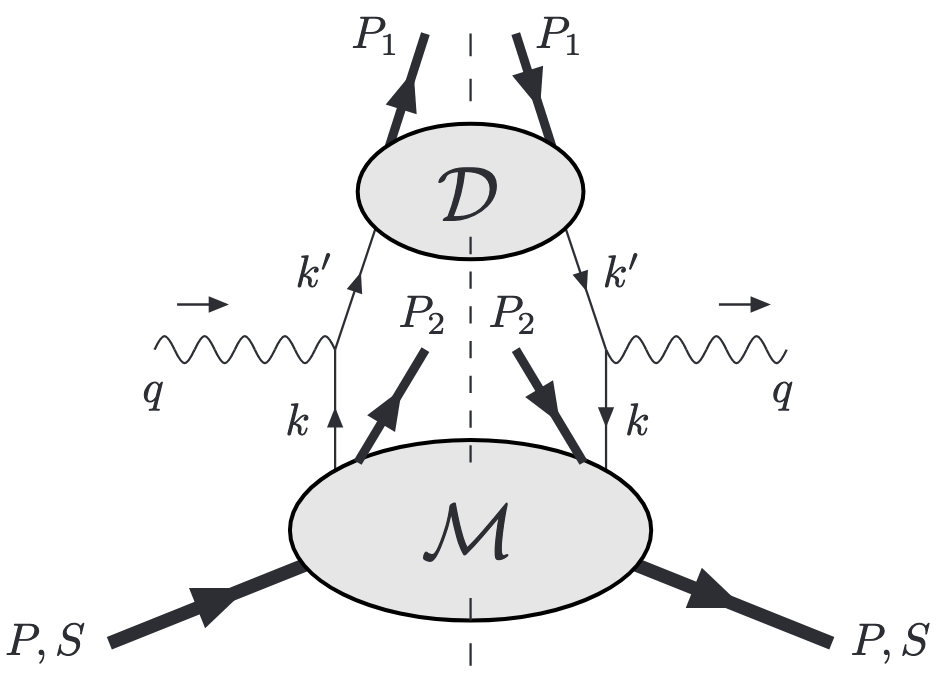 P₁ P₁
𝒟
k′ k′
P₂ P₂
q q
k k
ℳ
P, S P, S